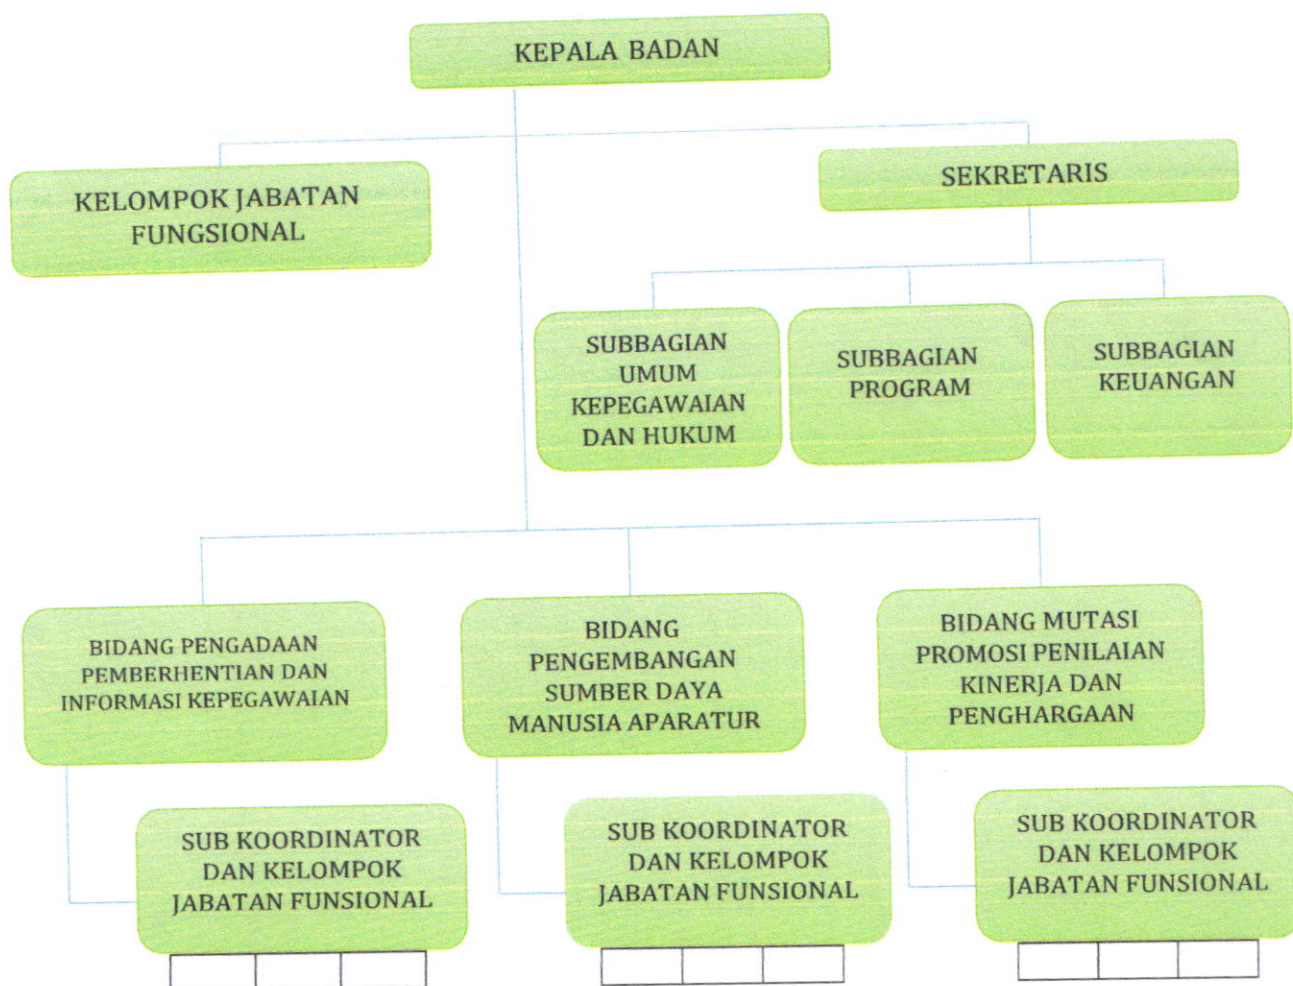 KEPALA BADAN
KELOMPOK JABATAN
FUNGSIONAL
SEKRETARIS
SUBBAGIAN
UMUM
KEPEGAWAIAN
DAN HUKUM
SUBBAGIAN
PROGRAM
SUBBAGIAN
KEUANGAN
BIDANG PENGADAAN
PEMBERHENTIAN DAN
INFORMASI KEPEGAWAIAN
BIDANG
PENGEMBANGAN
SUMBER DAYA
MANUSIA APARATUR
BIDANG MUTASI
PROMOSI PENILAIAN
KINERJA DAN
PENGHARGAAN
SUB KOORDINATOR
DAN KELOMPOK
JABATAN FUNSIONAL
SUB KOORDINATOR
DAN KELOMPOK
JABATAN FUNSIONAL
SUB KOORDINATOR
DAN KELOMPOK
JABATAN FUNSIONAL